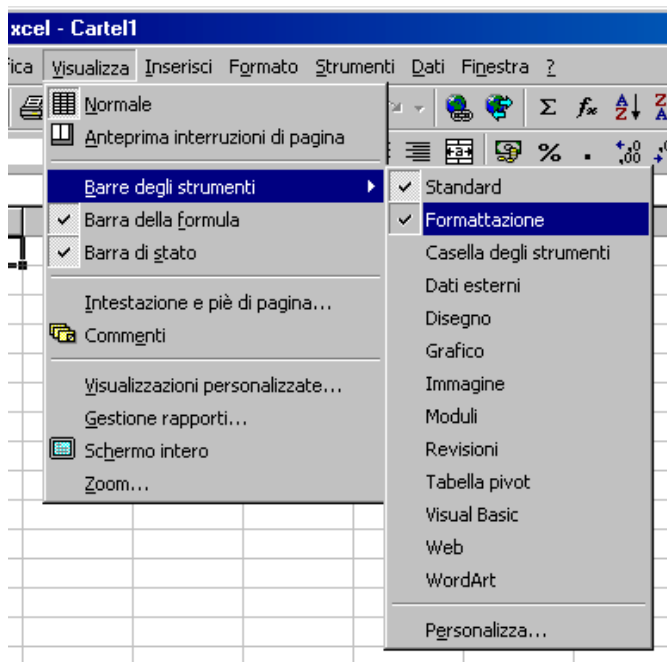 xcel - Cartel1
ica Visualizza Inserisci Formato Strumenti Dati Finestra ?
Normale
Anteprima interruzioni di pagina
Barre degli strumenti
Barra della formula
Barra di stato
Intestazione e piè di pagina...
Commenti
Visualizzazioni personalizzate...
Gestione rapporti...
Schermo intero
Zoom...
Standard
Formattazione
Casella degli strumenti
Dati esterni
Disegno
Grafico
Immagine
Moduli
Revisioni
Tabella pivot
Visual Basic
Web
WordArt
Personalizza...